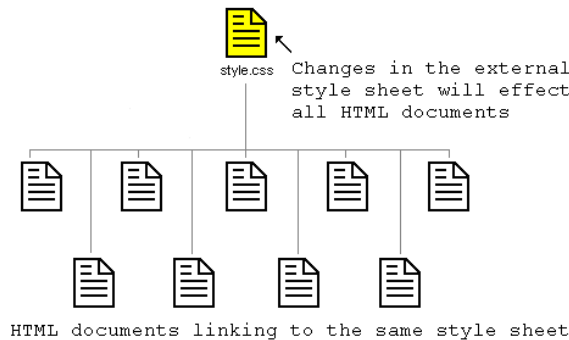 style.css
Changes in the external
style sheet will effect
all HTML documents
HTML documents linking to the same style sheet